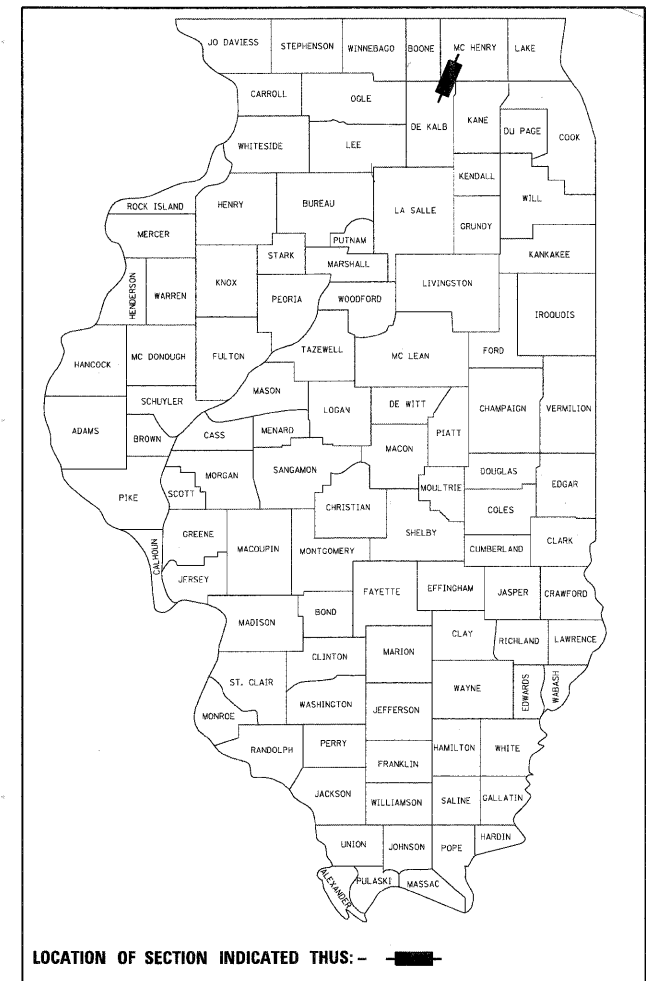 JO DAVIESS STEPHENSON WINNEBAGO BOONE MC HENRY LAKE
CARROLL OGLE DE KALB KANE DU PAGE COOK
WHITESIDE LEE
KENDALL
ROCK ISLAND HENRY BUREAU LA SALLE WILL
MERCER PUTNAM GRUNDY
STARK MARSHALL KANKAKEE
HENDERSON WARREN KNOX PEORIA WOODFORD LIVINGSTON IROQUOIS
HANCOCK MC DONOUGH FULTON TAZEWELL MC LEAN FORD
MASON
SCHUYLER LOGAN DE WITT CHAMPAIGN VERMILION
ADAMS BROWN CASS MENARD MACON PIATT
MORGAN SANGAMON DOUGLAS EDGAR
PIKE SCOTT CHRISTIAN MOULTRIE COLES
CALHOUN GREENE MACOUPIN MONTGOMERY SHELBY CUMBERLAND CLARK
JERSEY FAYETTE EFFINGHAM JASPER CRAWFORD
MADISON BOND CLAY RICHLAND LAWRENCE
CLINTON MARION
ST. CLAIR WAYNE EDWARDS WABASH
MONROE WASHINGTON JEFFERSON
RANDOLPH PERRY HAMILTON WHITE
FRANKLIN
JACKSON WILLIAMSON SALINE GALLATIN
UNION JOHNSON POPE HARDIN
ALEXANDER PULASKI MASSAC
LOCATION OF SECTION INDICATED THUS: –